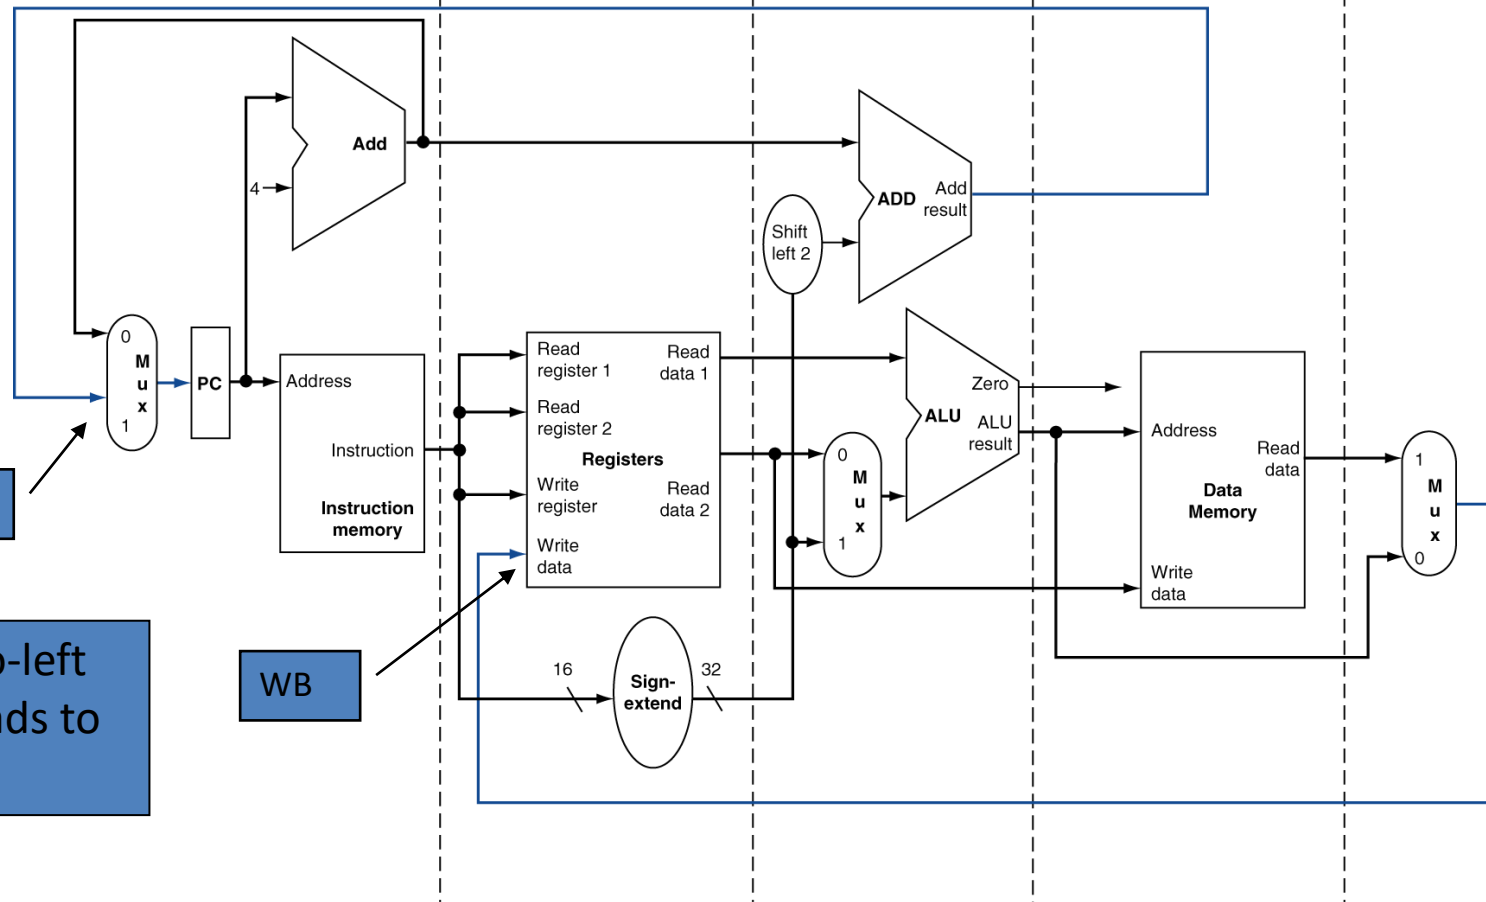 Add
4
ADD
Add
result
Shift
left 2
0
M
u
x
1
PC
Address
Instruction
Instruction
memory
Read
register 1
Read
register 2
Write
register
Write
data
Read
data 1
Registers
Read
data 2
0
M
u
x
1
Zero
ALU
ALU
result
Address
Read
data
Data
Memory
Write
data
1
M
u
x
0
16
Sign-
extend
32
WB
-left
to